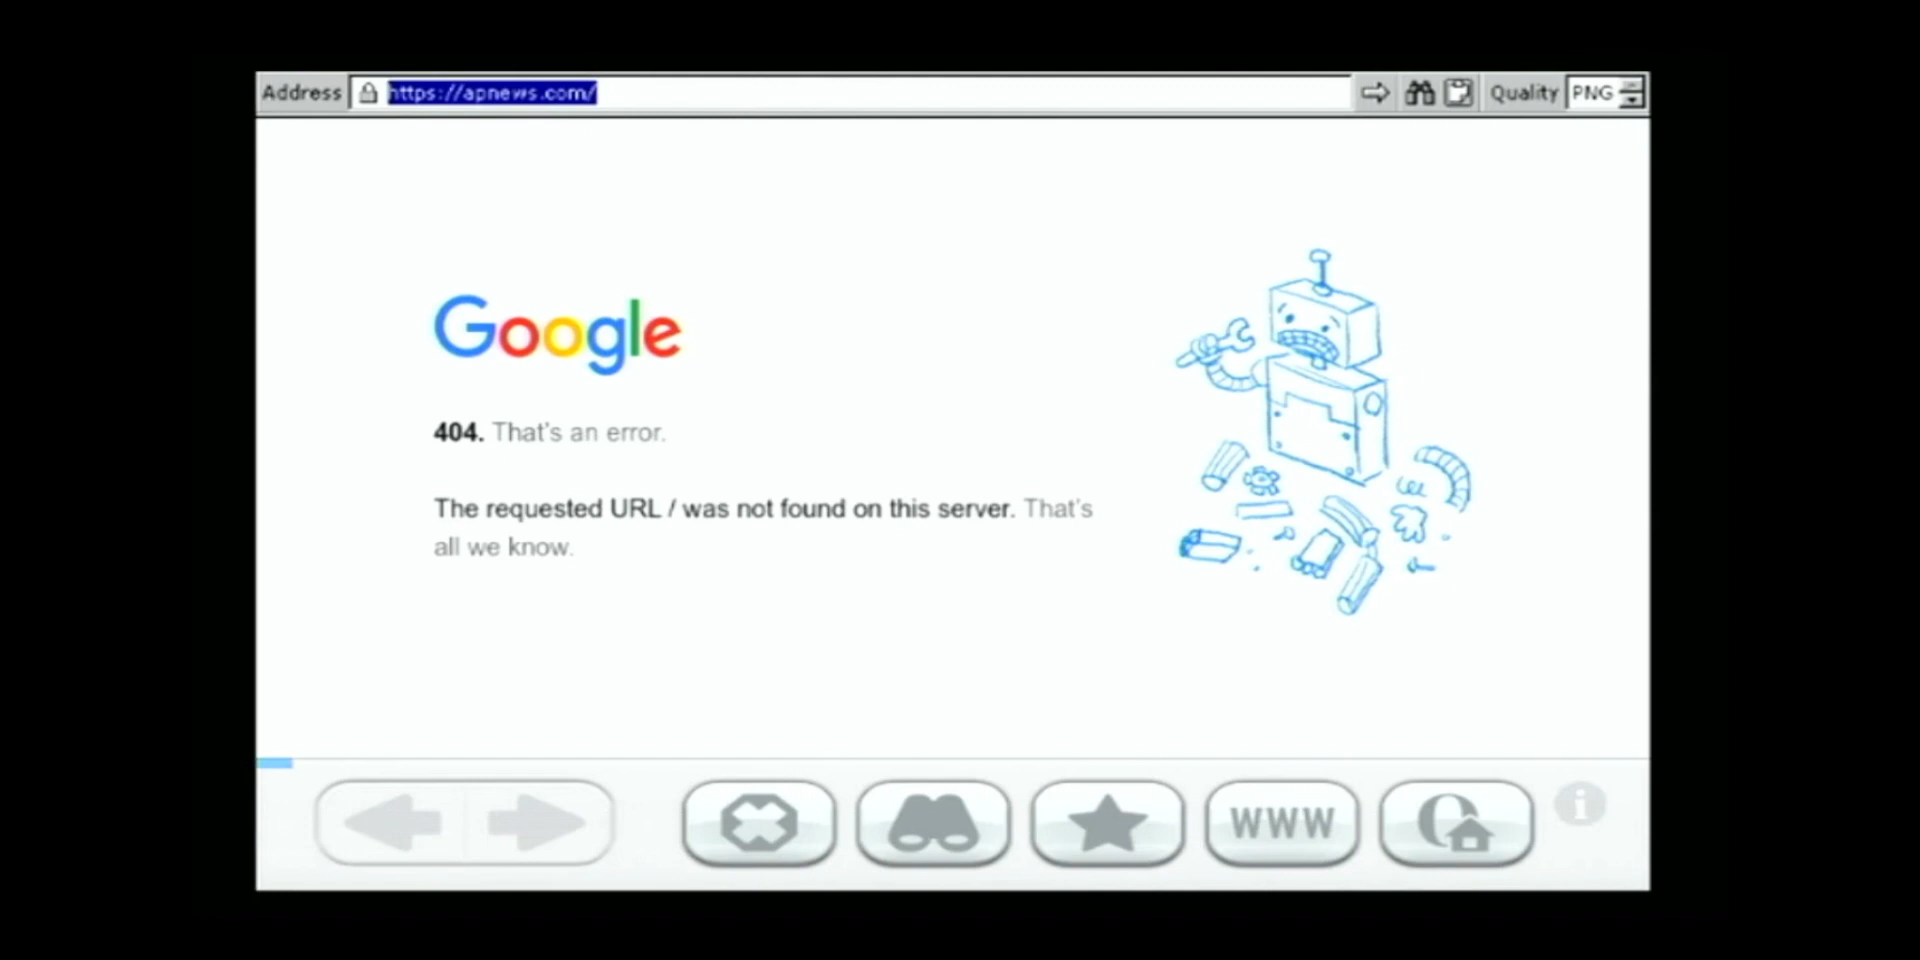 Address https://apnews.com/ Quality PNG
Google
404. That's an error.
The requested URL / was not found on this server. That's
all we know.
WWW
i